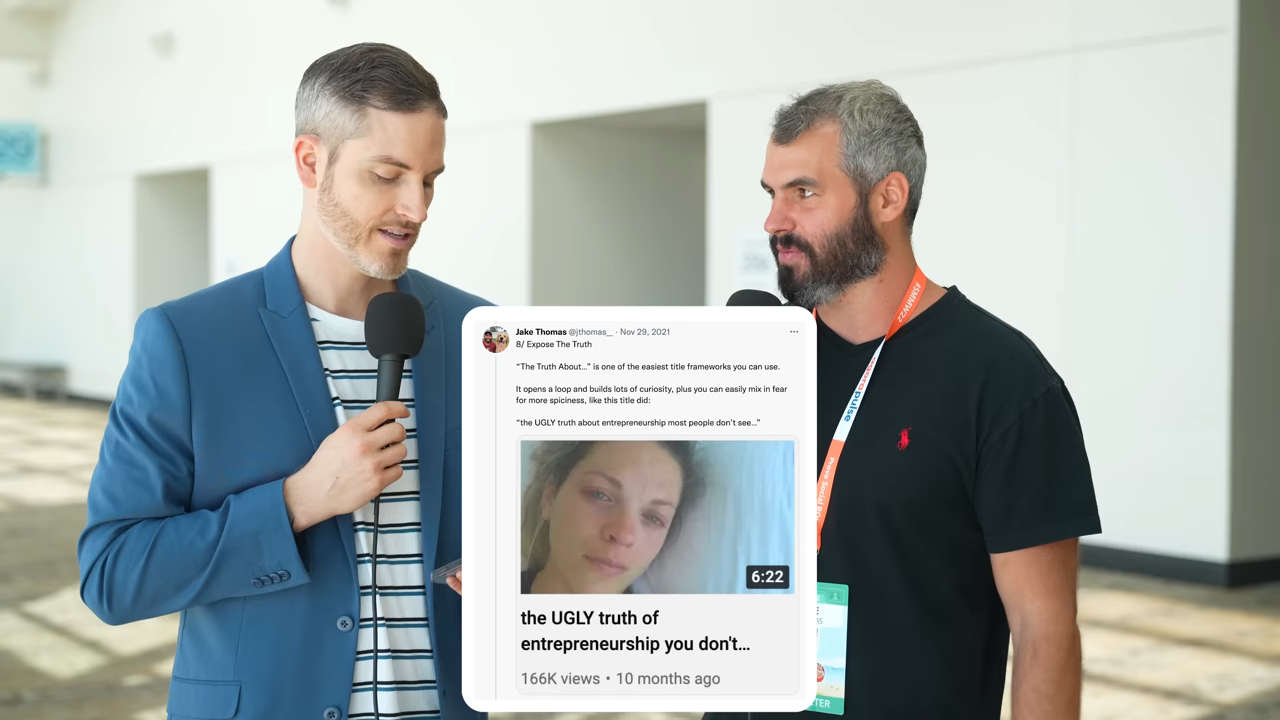 Jake Thomas @jthomas__ · Nov 29, 2021
8/ Expose The Truth
"The Truth About..." is one of the easiest title frameworks you can use.
It opens a loop and builds lots of curiosity, plus you can easily mix in fear
for more spiciness, like this title did:
"the UGLY truth about entrepreneurship most people don't see..."
6:22
the UGLY truth of
entrepreneurship you don't...
166K views • 10 months ago
#SMMW22
pulse